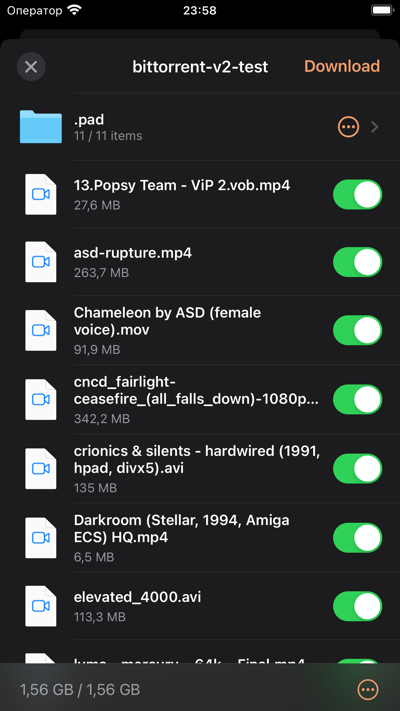 Оператор
23:58
bittorrent-v2-test
Download
.pad
11 / 11 items
13.Popsy Team - ViP 2.vob.mp4
27,6 MB
asd-rupture.mp4
263,7 MB
Chameleon by ASD (female
voice).mov
91,9 MB
cncd_fairlight-
ceasefire_(all_falls_down)-1080p...
342,2 MB
crionics & silents - hardwired (1991,
hpad, divx5).avi
135 MB
Darkroom (Stellar, 1994, Amiga
ECS) HQ.mp4
6,5 MB
elevated_4000.avi
113,3 MB
1,56 GB / 1,56 GB